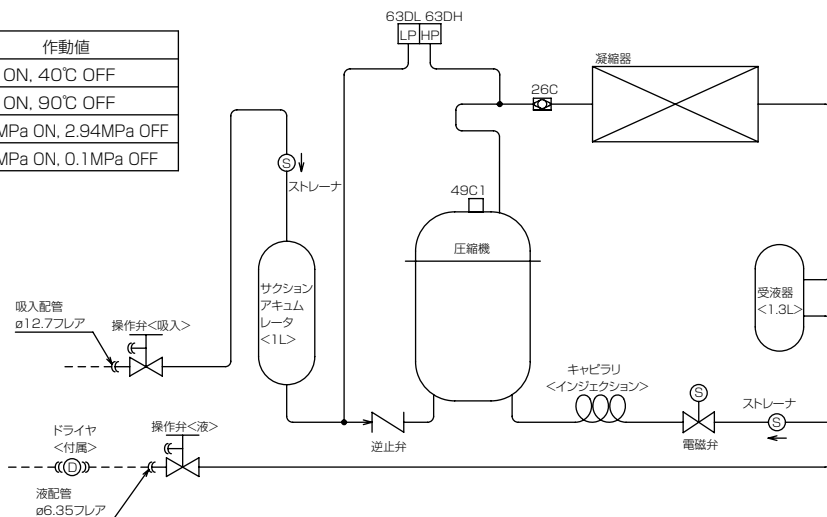 作動値
ON, 40℃ OFF
ON, 90℃ OFF
MPa ON, 2.94MPa OFF
MPa ON, 0.1MPa OFF
63DL 63DH
LP HP
26C
凝縮器
S
ストレーナ
49C1
圧縮機
サクション
アキュム
レータ
<1L>
受液器
<1.3L>
吸入配管
ø12.7フレア
操作弁<吸入>
キャピラリ
<インジェクション>
S
電磁弁
ストレーナ
S
逆止弁
ドライヤ
<付属>
D
操作弁<液>
液配管
ø6.35フレア